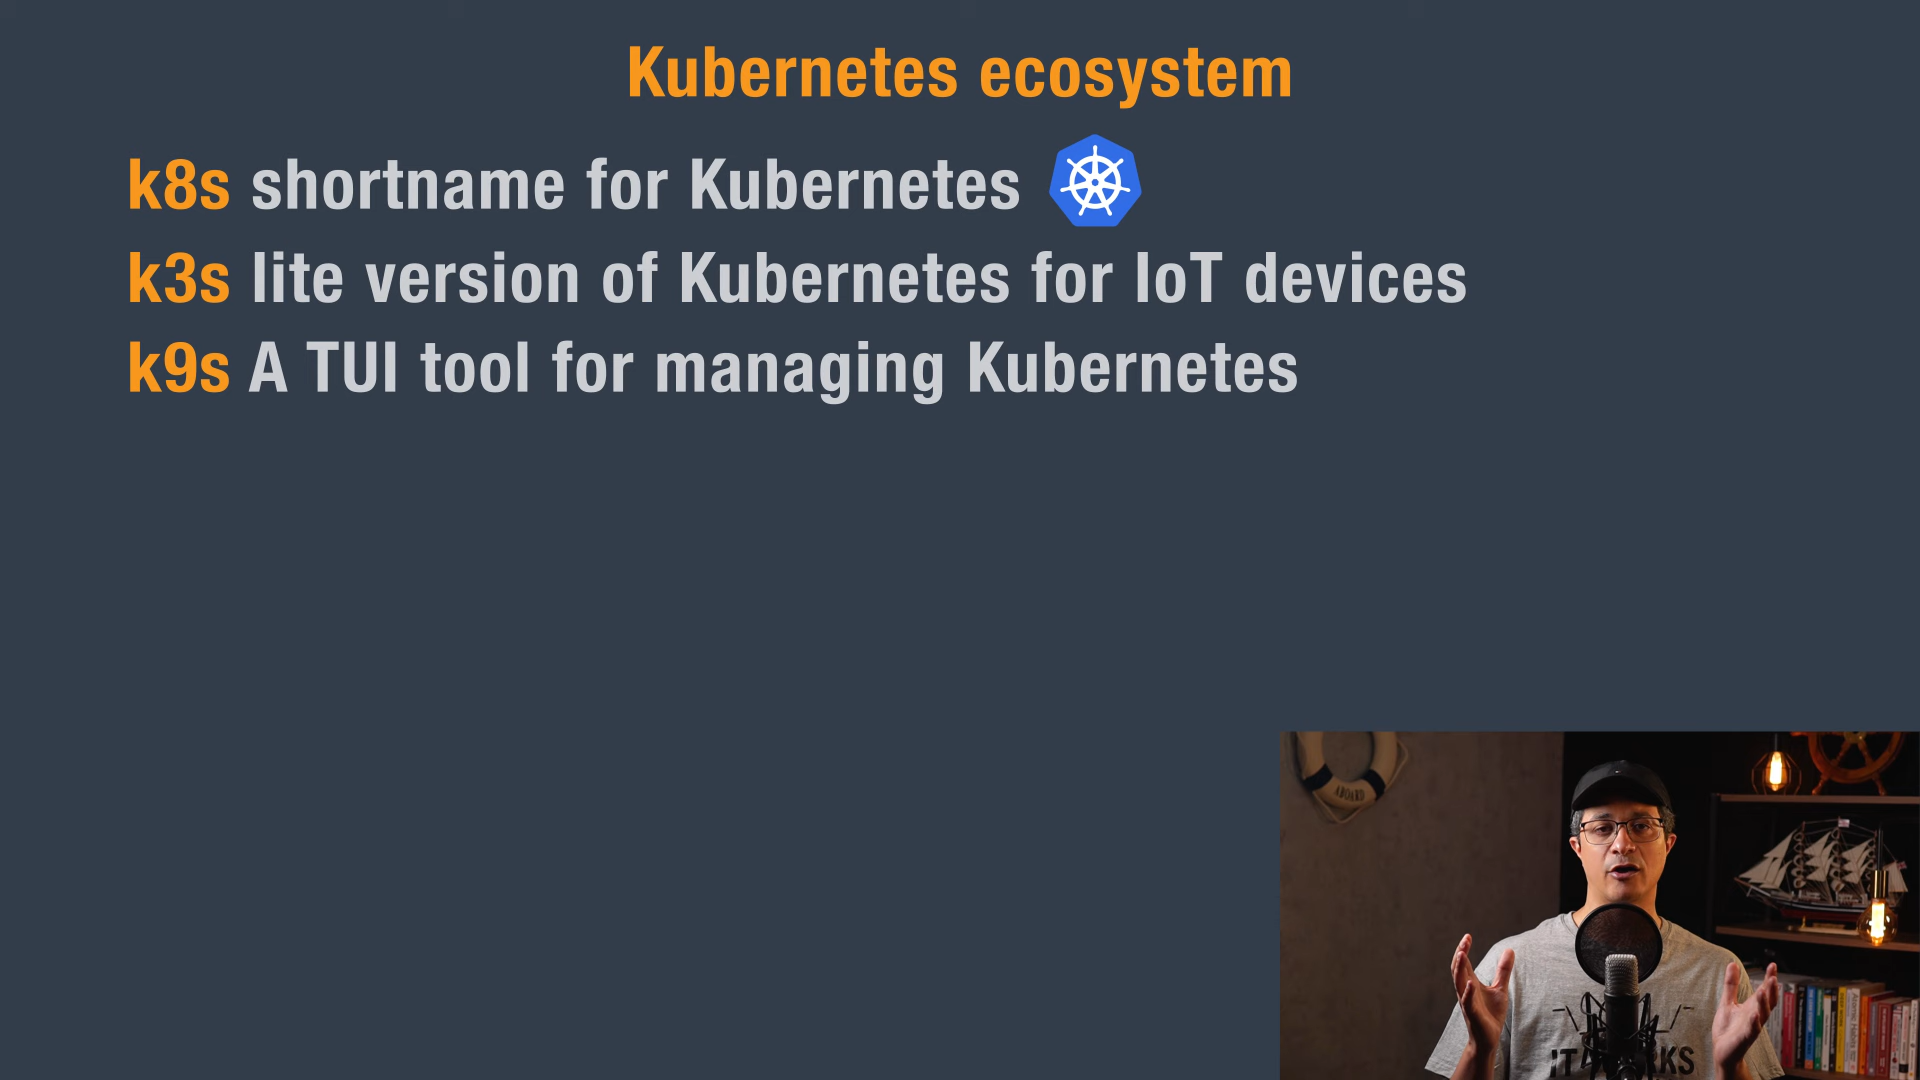 Kubernetes ecosystem
k8s shortname for Kubernetes
k3s lite version of Kubernetes for IoT devices
k9s A TUI tool for managing Kubernetes
ABOARD